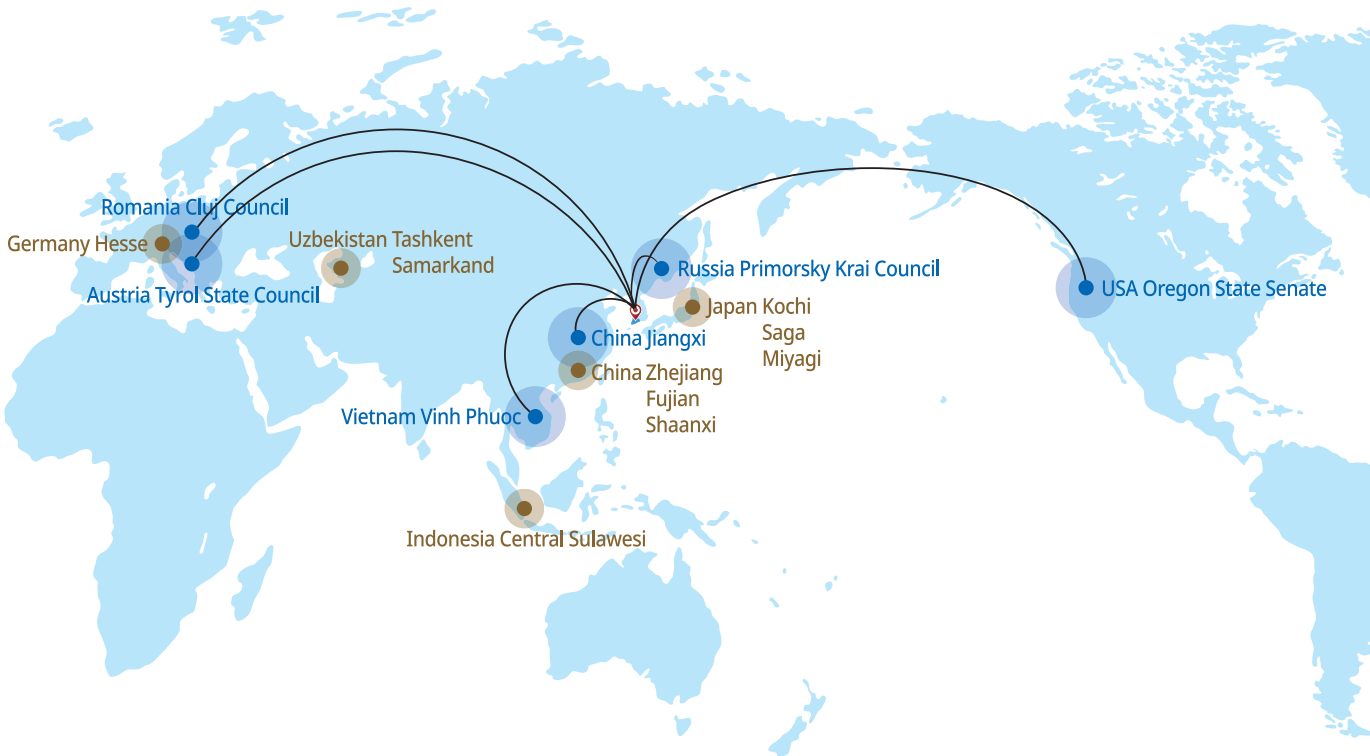 Romania Cluj Council
Germany Hesse
Austria Tyrol State Council
Uzbekistan Tashkent
Samarkand
Russia Primorsky Krai Council
USA Oregon State Senate
Japan Kochi
Saga
Miyagi
China Jiangxi
China Zhejiang
Fujian
Shaanxi
Vietnam Vinh Phuoc
Indonesia Central Sulawesi